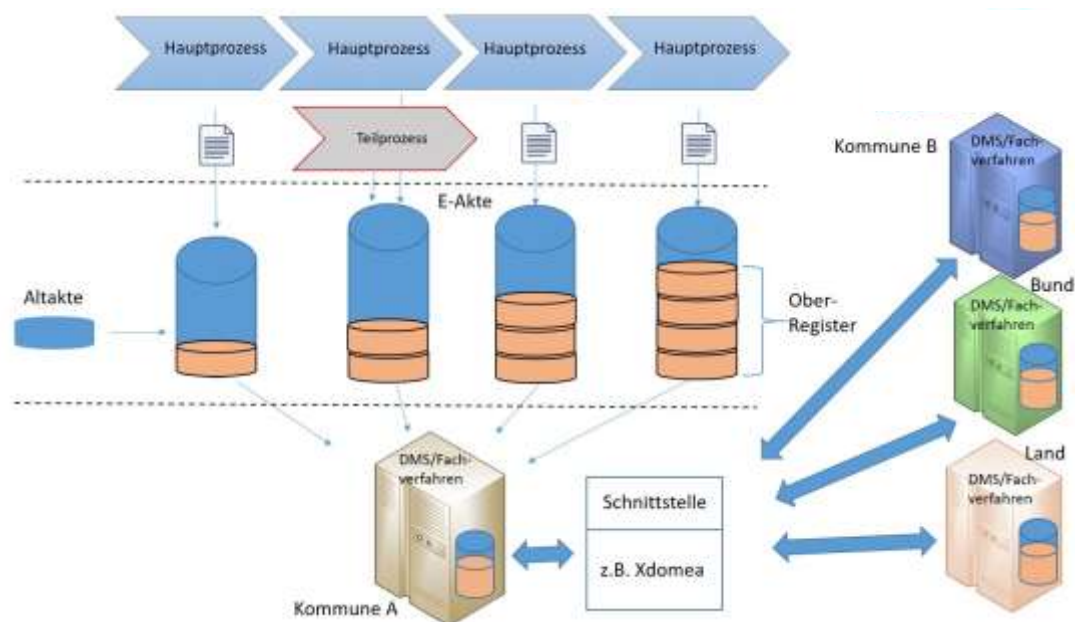 Hauptprozess
Hauptprozess
Hauptprozess
Hauptprozess
Teilprozess
E-Akte
Altakte
Ober-
Register
Kommune B
DMS/Fach-
verfahren
Bund
DMS/Fach-
verfahren
Land
DMS/Fach-
verfahren
DMS/Fach-
verfahren
Kommune A
Schnittstelle
z.B. Xdomea